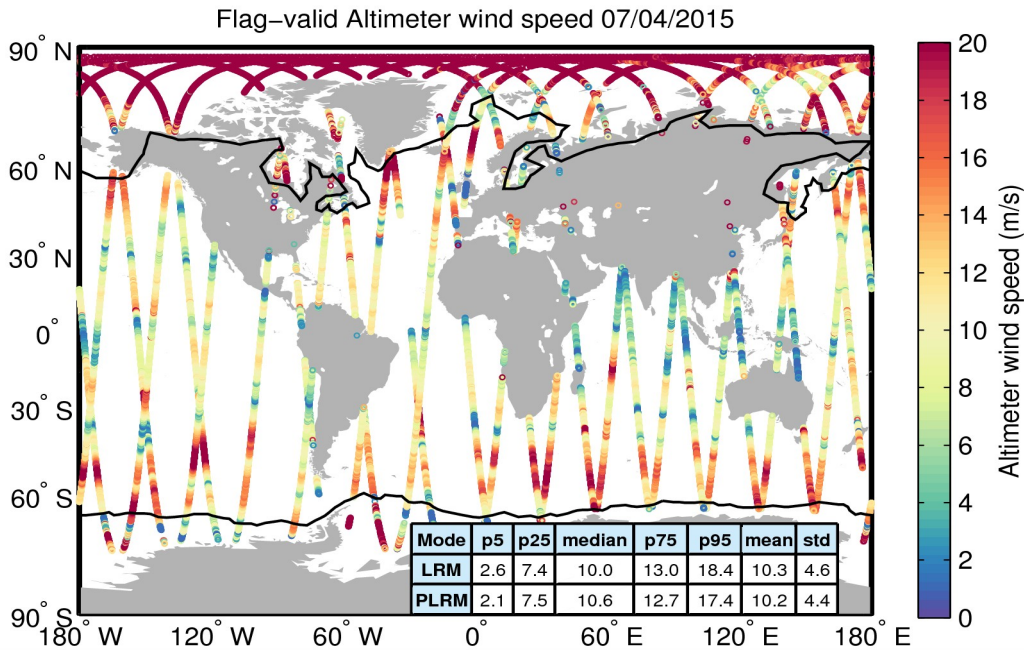 Flag−valid Altimeter wind speed 07/04/2015
90° N
60° N
30° N
0°
30° S
60° S
90° S
180° W 120° W 60° W 0° 60° E 120° E 180° E
Mode p5 p25 median p75 p95 mean std
LRM 2.6 7.4 10.0 13.0 18.4 10.3 4.6
PLRM 2.1 7.5 10.6 12.7 17.4 10.2 4.4
20
18
16
14
12
10
8
6
4
2
0
Altimeter wind speed (m/s)